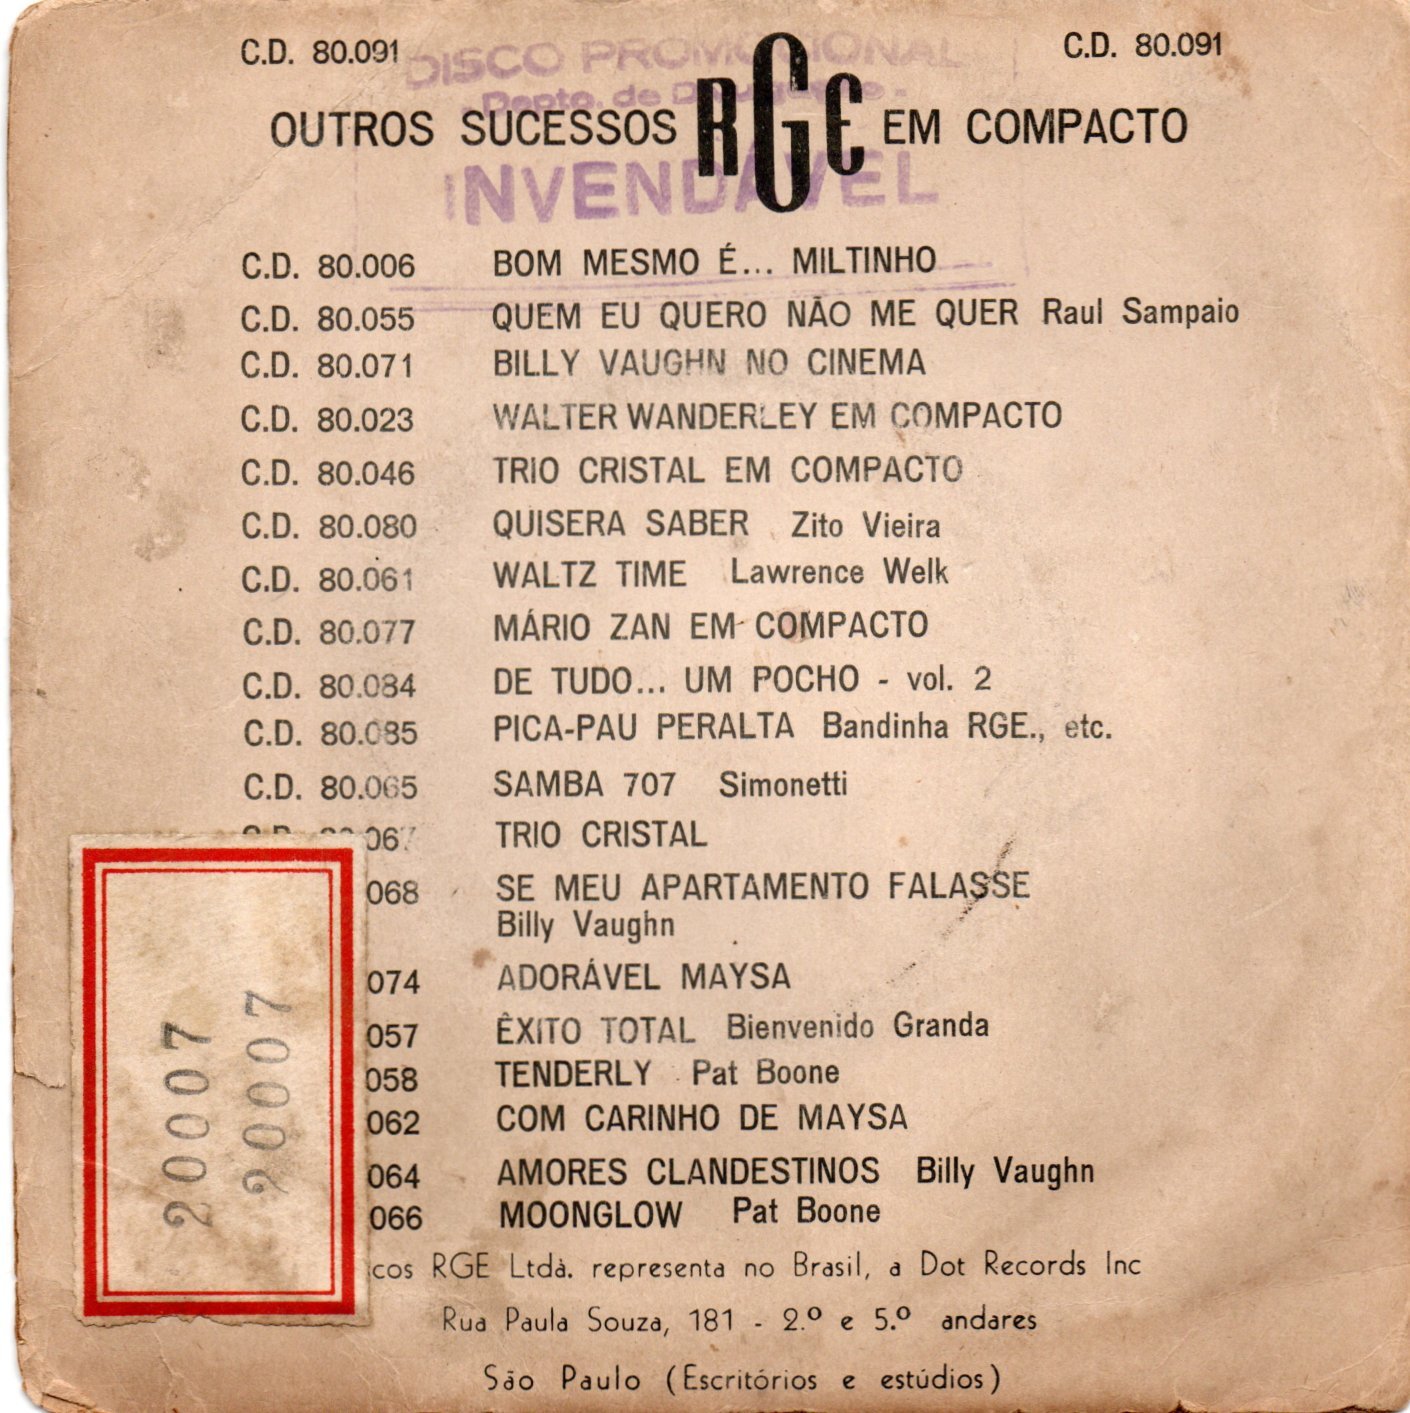 C.D. 80.091 C.D. 80.091
DISCO PROMOCIONAL
Depto. de
OUTROS SUCESSOS RGE EM COMPACTO
INVENDÁVEL
C.D. 80.006 BOM MESMO É... MILTINHO
C.D. 80.055 QUEM EU QUERO NÃO ME QUER Raul Sampaio
C.D. 80.071 BILLY VAUGHN NO CINEMA
C.D. 80.023 WALTER WANDERLEY EM COMPACTO
C.D. 80.046 TRIO CRISTAL EM COMPACTO
C.D. 80.080 QUISERA SABER Zito Vieira
C.D. 80.061 WALTZ TIME Lawrence Welk
C.D. 80.077 MÁRIO ZAN EM COMPACTO
C.D. 80.084 DE TUDO... UM POCHO - vol. 2
C.D. 80.085 PICA-PAU PERALTA Bandinha RGE., etc.
C.D. 80.065 SAMBA 707 Simonetti
TRIO CRISTAL
068 SE MEU APARTAMENTO FALASSE
Billy Vaughn
074 ADORÁVEL MAYSA
057 ÊXITO TOTAL Bienvenido Granda
058 TENDERLY Pat Boone
062 COM CARINHO DE MAYSA
064 AMORES CLANDESTINOS Billy Vaughn
066 MOONGLOW Pat Boone
cos RGE Ltdà. representa no Brasil, a Dot Records Inc
Rua Paula Souza, 181 - 2.º e 5.º andares
São Paulo (Escritórios e estúdios)
20007
20007